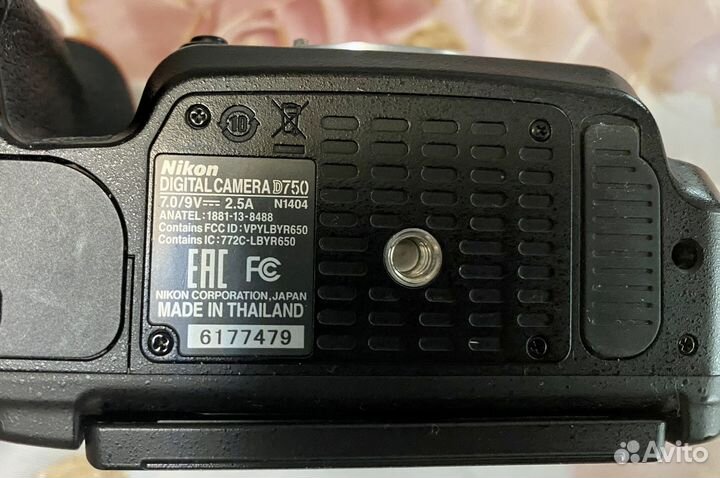 10
Nikon
DIGITAL CAMERA D750
7.0/9V⎓ 2.5A N1404
ANATEL:1881-13-8488
Contains FCC ID:VPYLBYR650
Contains IC:772C-LBYR650
EAC FC
NIKON CORPORATION, JAPAN
MADE IN THAILAND
6177479
Avito